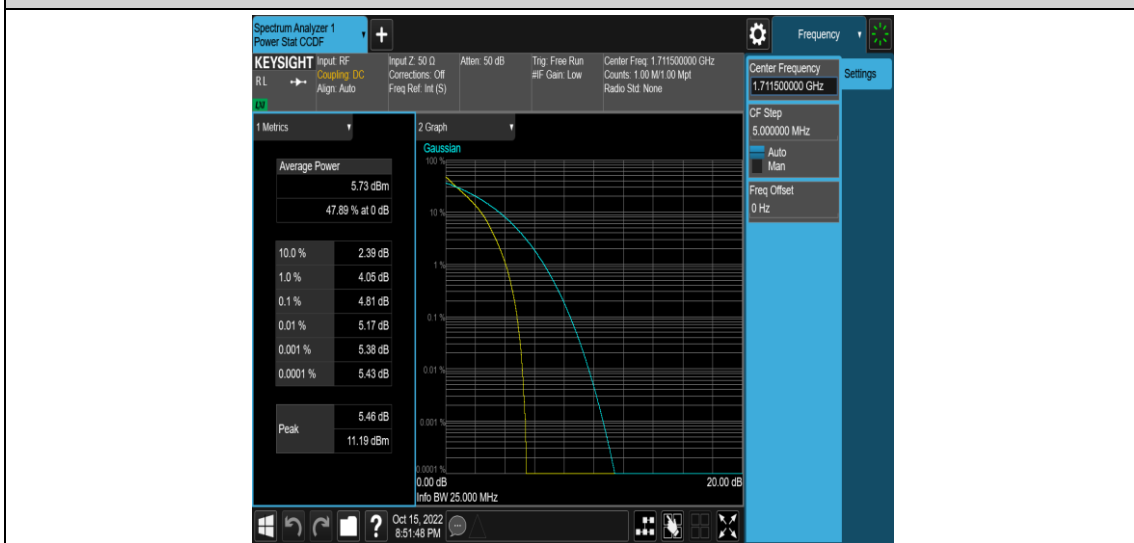 Spectrum Analyzer 1
Power Stat CCDF
+
Frequency
KEYSIGHT
RL
Input: RF
Coupling: DC
Align: Auto
Input Z: 50 Ω
Corrections: Off
Freq Ref: Int (S)
Atten: 50 dB
Trig: Free Run
#IF Gain: Low
Center Freq: 1.711500000 GHz
Counts: 1.00 M/1.00 Mpt
Radio Std: None
Center Frequency
1.711500000 GHz
Settings
CF Step
5.000000 MHz
Auto
Man
Freq Offset
0 Hz
1 Metrics
Average Power
5.73 dBm
47.89 % at 0 dB
10.0 % 2.39 dB
1.0 % 4.05 dB
0.1 % 4.81 dB
0.01 % 5.17 dB
0.001 % 5.38 dB
0.0001 % 5.43 dB
Peak
5.46 dB
11.19 dBm
2 Graph
Gaussian
100 %
10 %
1 %
0.1 %
0.01 %
0.001 %
0.0001 %
0.00 dB 20.00 dB
Info BW 25.000 MHz
?
Oct 15, 2022
8:51:48 PM